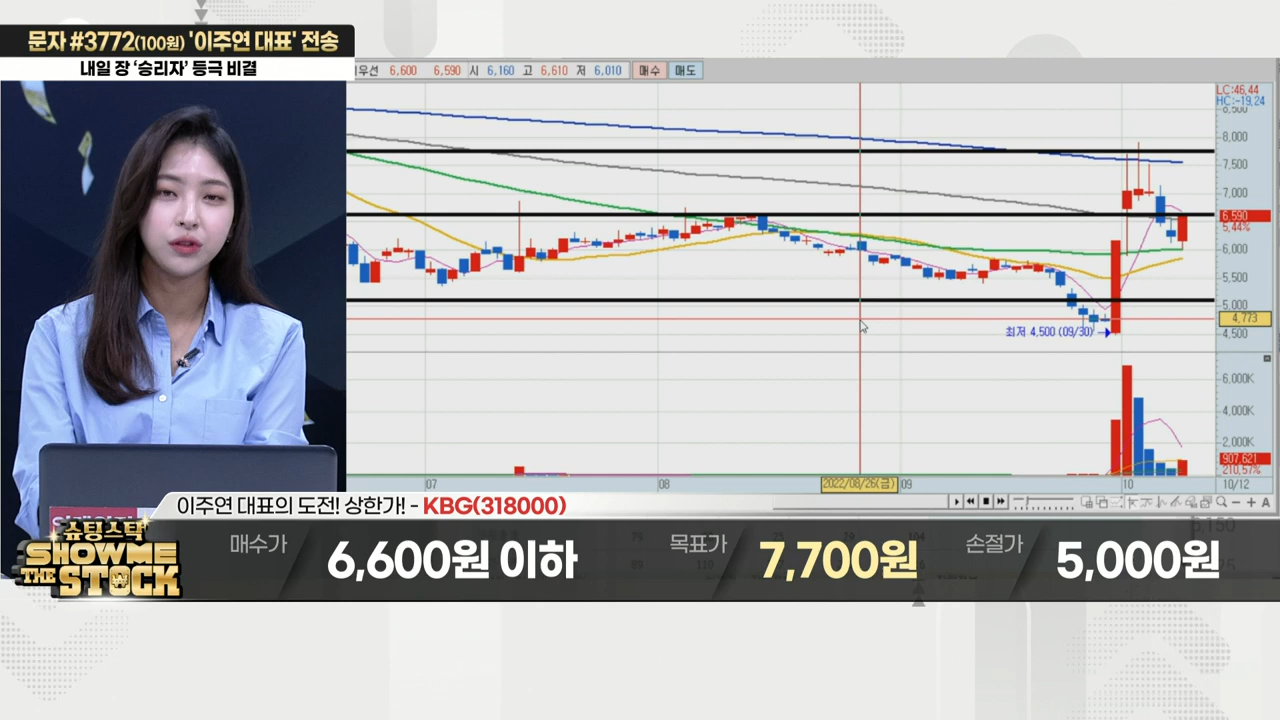 문자 #3772(100원) '이주연 대표' 전송
내일 장 '승리자' 등극 비결
우선 6,600 6,590 시 6,160 고 6,610 저 6,010 매수 매도
LC:46.44
HC:-19.24
8,500
8,000
7,500
7,000
6,590
5.44%
6,000
5,500
5,000
4,773
4,500
최저 4,500 (09/30)
6,000K
4,000K
2,000K
907,621
210.57%
07
08
2022/08/26(금)
09
10
10/12
A
이주연 대표의 도전! 상한가! - KBG(318000)
슈팅스탁
SHOW ME
THE STOCK
매수가 6,600원 이하 목표가 7,700원 손절가 5,000원